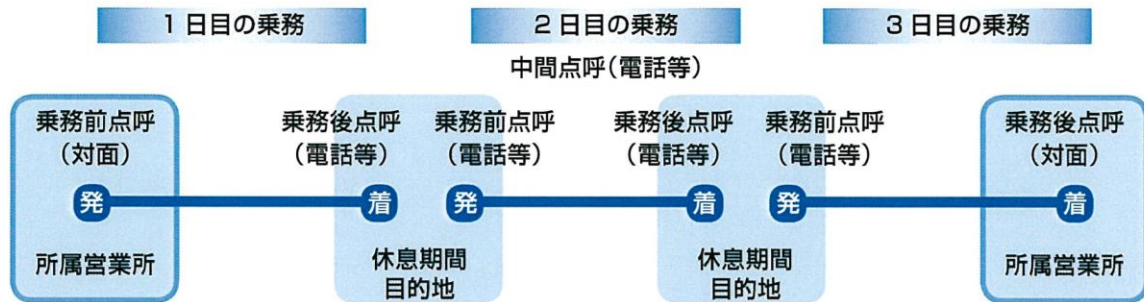 1日目の乗務
2日目の乗務
3日目の乗務
中間点呼(電話等)
乗務前点呼
(対面)
乗務後点呼
(電話等)
乗務前点呼
(電話等)
乗務後点呼
(電話等)
乗務前点呼
(電話等)
乗務後点呼
(対面)
発
着
発
着
発
着
所属営業所
休息期間
目的地
休息期間
目的地
所属営業所